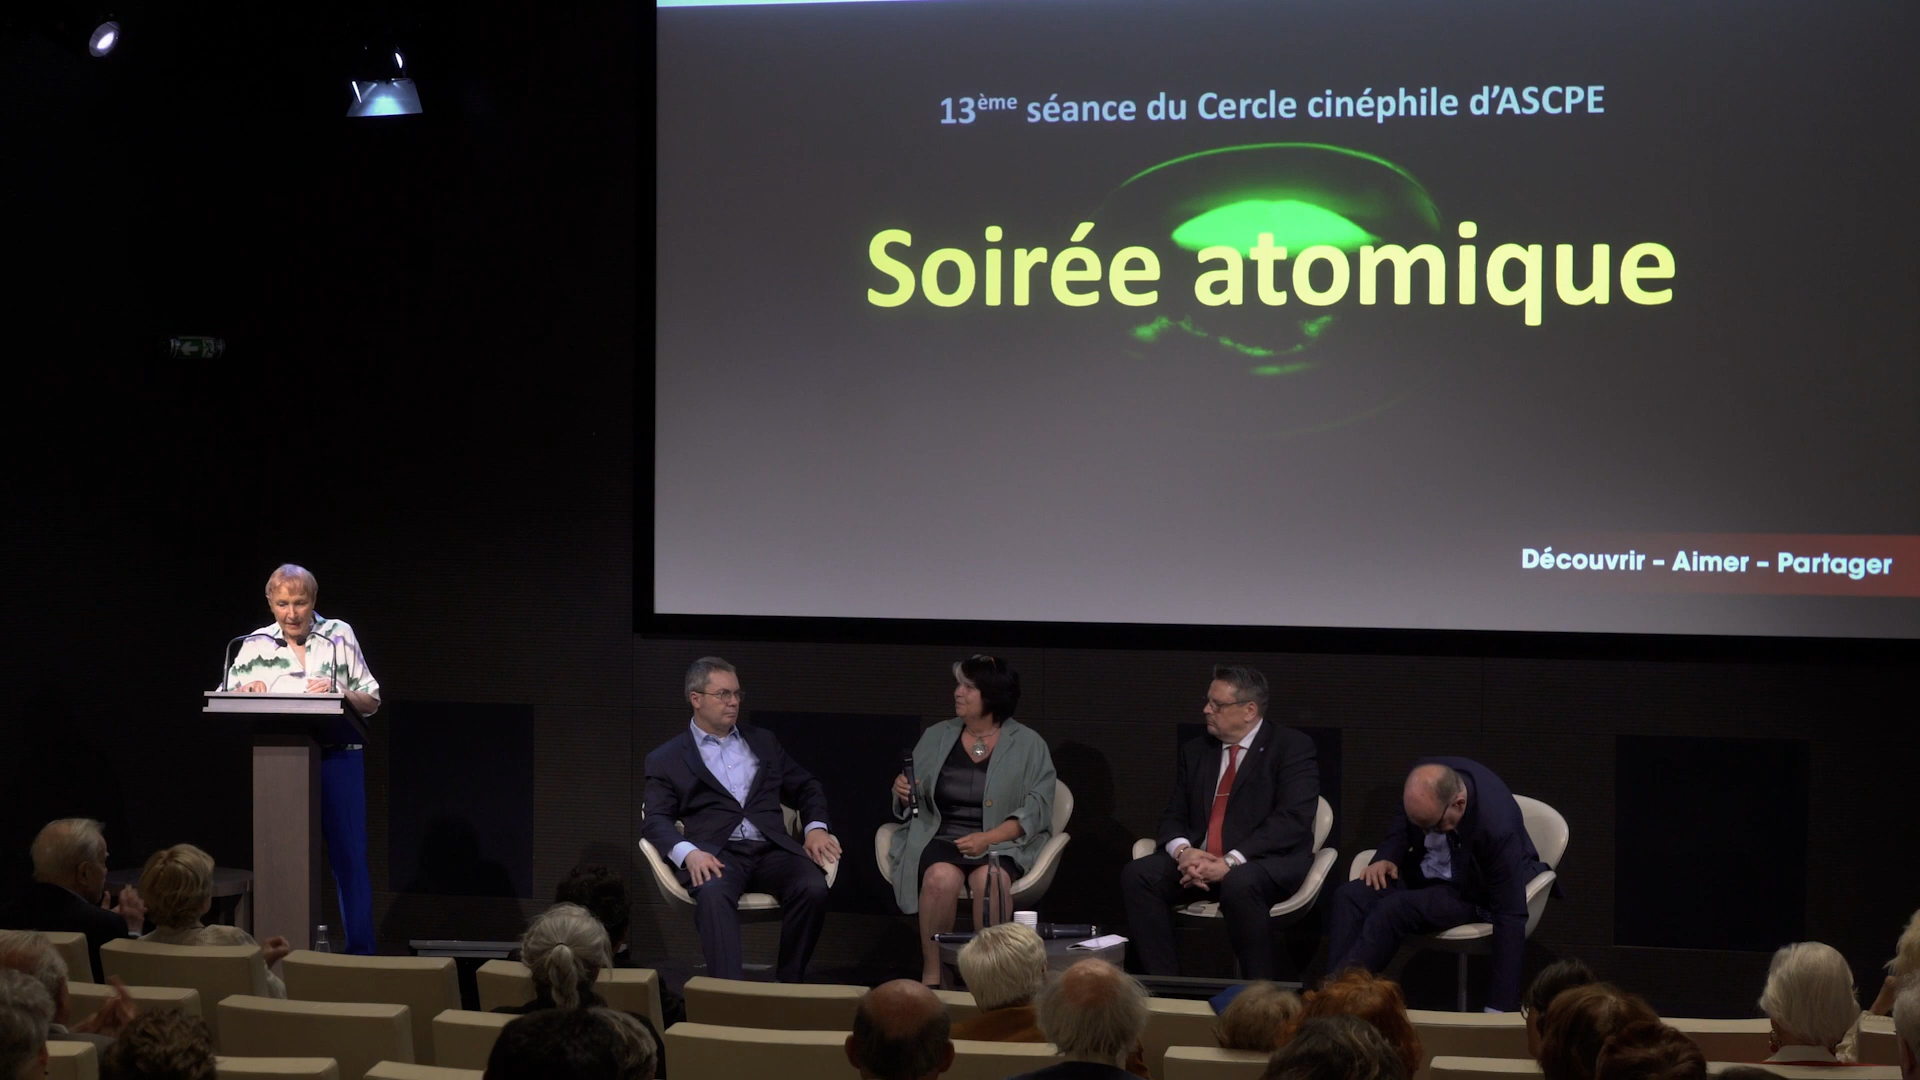 13ème séance du Cercle cinéphile d'ASCPE
Soirée atomique
Découvrir – Aimer – Partager